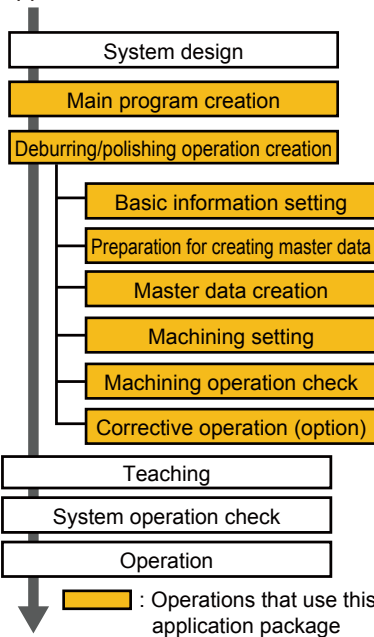 System design
Main program creation
Deburring/polishing operation creation
Basic information setting
Preparation for creating master data
Master data creation
Machining setting
Machining operation check
Corrective operation (option)
Teaching
System operation check
Operation
: Operations that use this
application package